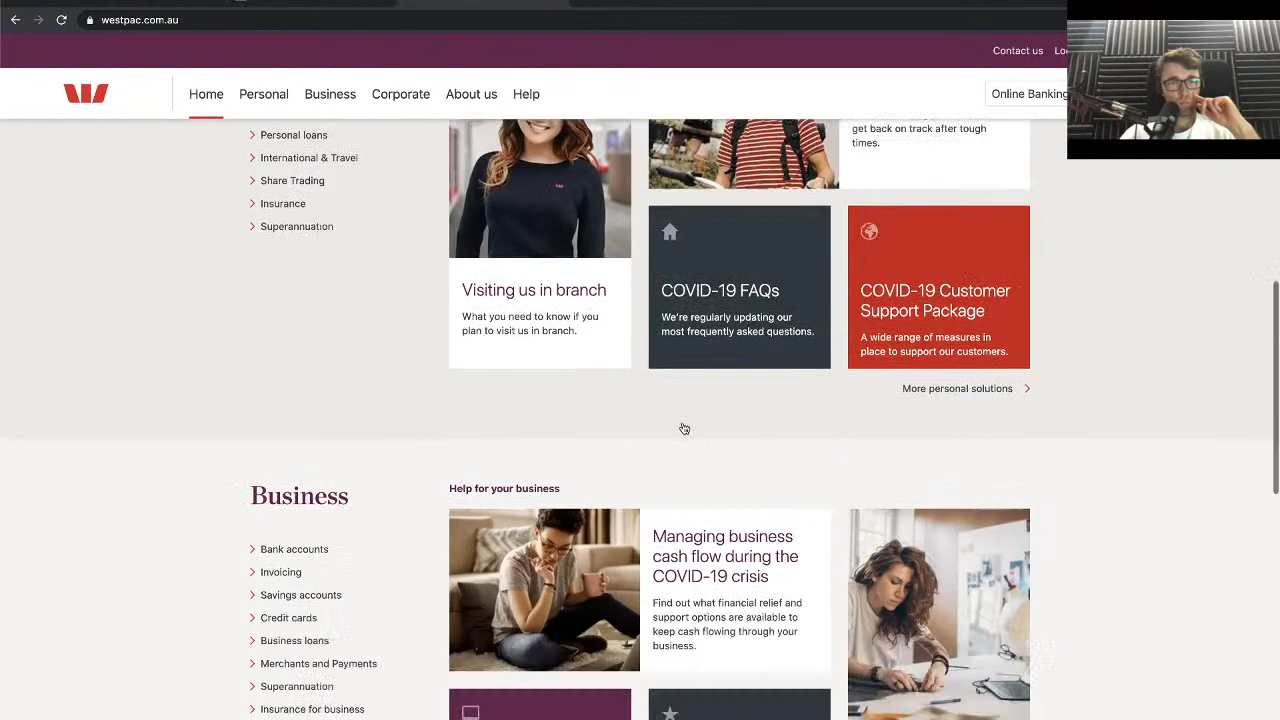 westpac.com.au
Contact us
Home Personal Business Corporate About us Help
Online Banking
Personal loans
International & Travel
Share Trading
Insurance
Superannuation
get back on track after tough
times.
Visiting us in branch
What you need to know if you
plan to visit us in branch.
COVID-19 FAQs
We're regularly updating our
most frequently asked questions.
COVID-19 Customer
Support Package
A wide range of measures in
place to support our customers.
More personal solutions
Business
Bank accounts
Invoicing
Savings accounts
Credit cards
Business loans
Merchants and Payments
Superannuation
Insurance for business
Help for your business
Managing business
cash flow during the
COVID-19 crisis
Find out what financial relief and
support options are available to
keep cash flowing through your
business.